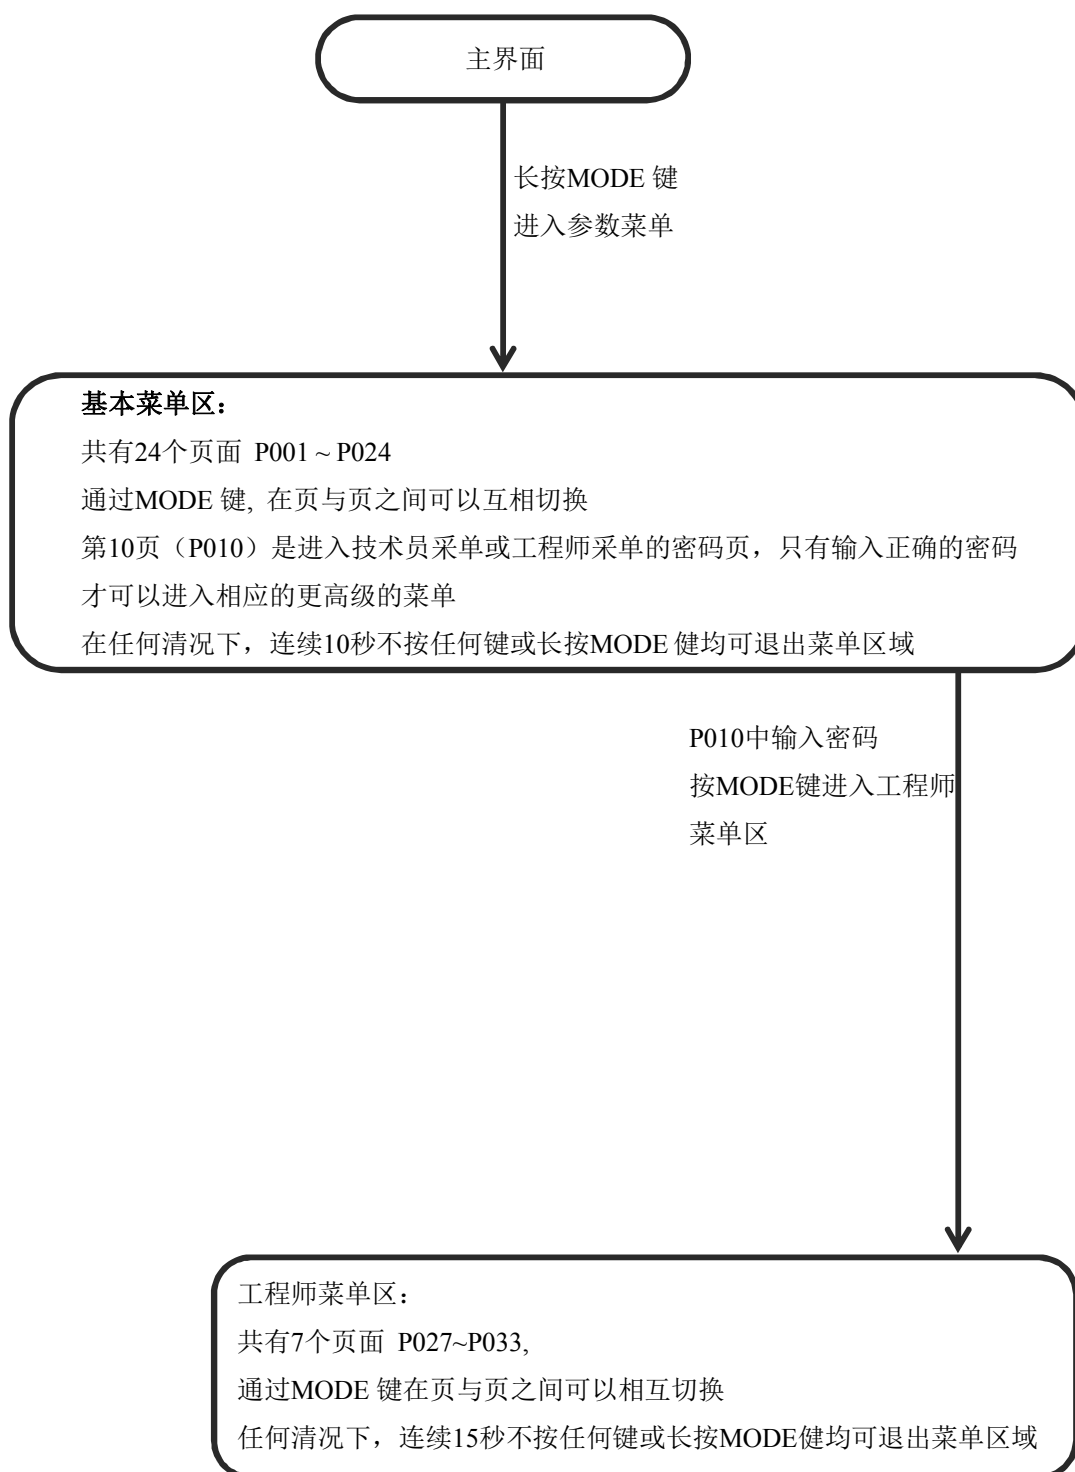 主界面
长按MODE 键
进入参数菜单
基本菜单区：
共有24个页面 P001 ~ P024
通过MODE 键, 在页与页之间可以互相切换
第10页（P010）是进入技术员采单或工程师采单的密码页，只有输入正确的密码
才可以进入相应的更高级的菜单
在任何清况下，连续10秒不按任何键或长按MODE 健均可退出菜单区域
P010中输入密码
按MODE键进入工程师
菜单区
工程师菜单区：
共有7个页面 P027~P033,
通过MODE 键在页与页之间可以相互切换
任何清况下，连续15秒不按任何键或长按MODE健均可退出菜单区域